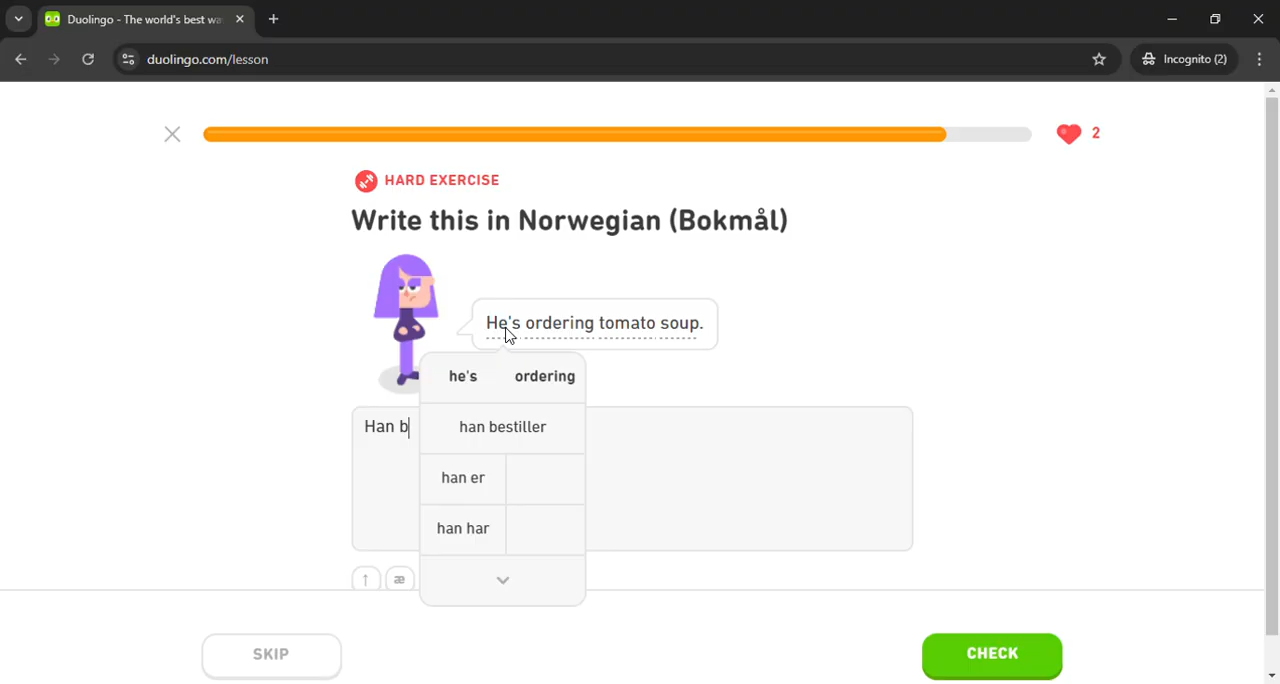 Duolingo - The world's best wa
duolingo.com/lesson
Incognito (2)
2
HARD EXERCISE
Write this in Norwegian (Bokmål)
He's ordering tomato soup.
he's ordering
han bestiller
han er
han har
Han b
↑ æ
SKIP
CHECK